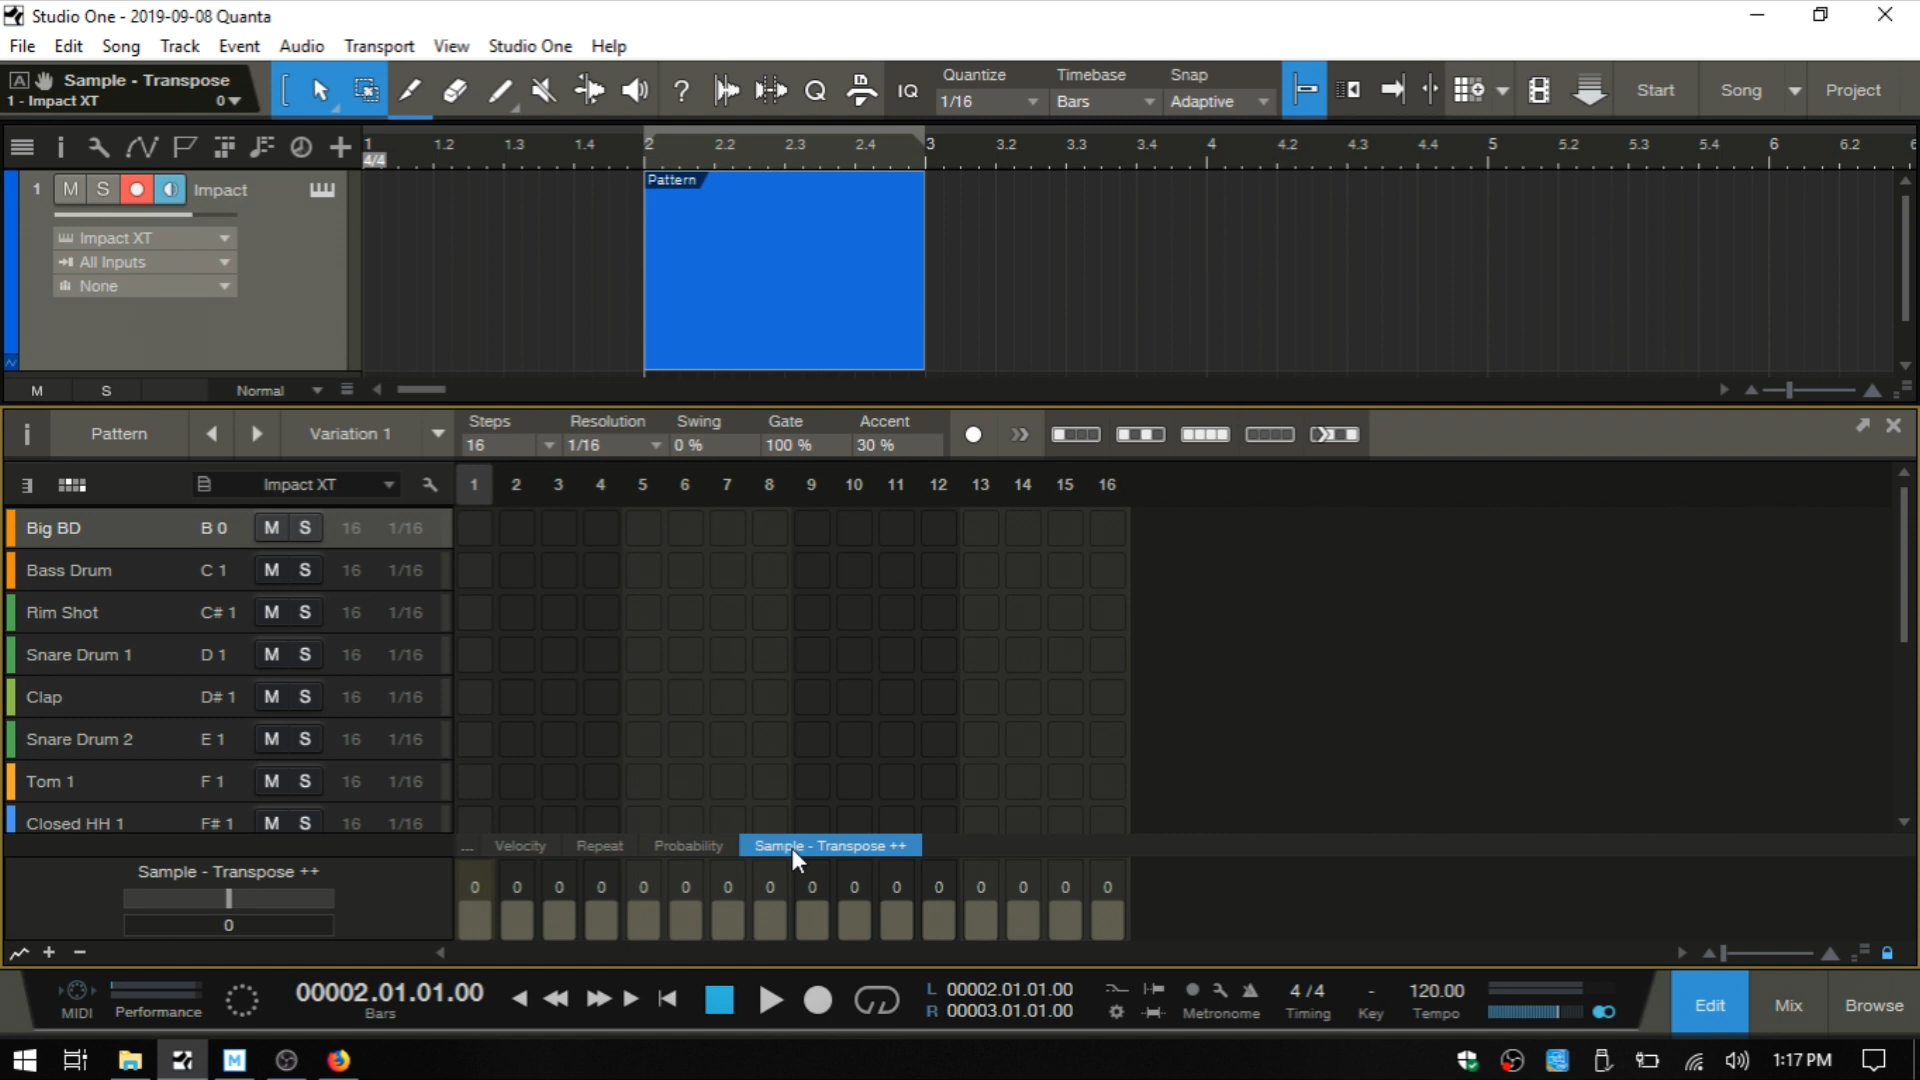 Studio One - 2019-09-08 Quanta
File Edit Song Track Event Audio Transport View Studio One Help
A Sample - Transpose
1 - Impact XT 0
? Q IQ
Quantize Timebase Snap
1/16 Bars Adaptive
Start Song Project
1 1.2 1.3 1.4 2 2.2 2.3 2.4 3 3.2 3.3 3.4 4 4.2 4.3 4.4 5 5.2 5.3 5.4 6 6.2
4/4
1 M S Impact
Pattern
Impact XT
All Inputs
None
M S Normal
Pattern Variation 1
Steps Resolution Swing Gate Accent
16 1/16 0 % 100 % 30 %
Impact XT
1 2 3 4 5 6 7 8 9 10 11 12 13 14 15 16
Big BD B 0 M S 16 1/16
Bass Drum C 1 M S 16 1/16
Rim Shot C# 1 M S 16 1/16
Snare Drum 1 D 1 M S 16 1/16
Clap D# 1 M S 16 1/16
Snare Drum 2 E 1 M S 16 1/16
Tom 1 F 1 M S 16 1/16
Closed HH 1 F# 1 M S 16 1/16
... Velocity Repeat Probability Sample - Transpose ++
Sample - Transpose ++
0 0 0 0 0 0 0 0 0 0 0 0 0 0 0 0
0
MIDI Performance
00002.01.01.00
Bars
L 00002.01.01.00
R 00003.01.01.00
Metronome
4 / 4
Timing
-
Key
120.00
Tempo
Edit Mix Browse
M
1:17 PM